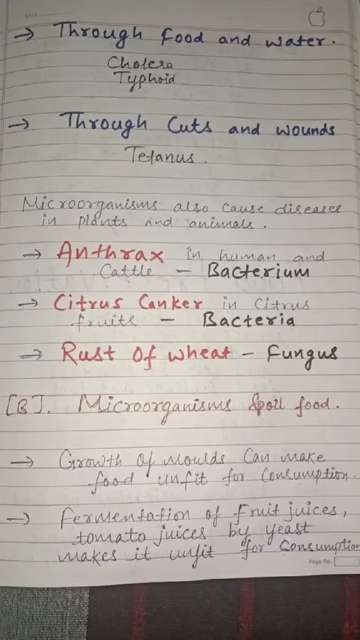 → Through Food and water.
Cholera
Typhoid
→ Through Cuts and wounds
Tetanus.
Microorganisms also cause diseases
in plants and animals.
→ Anthrax in human and
Cattle - Bacterium
→ Citrus Canker in Citrus
fruits - Bacteria
→ Rust Of wheat - Fungus
[B]. Microorganisms Spoil food.
→ Growth Of moulds Can make
food unfit for Consumption.
→ Fermentation of fruit juices,
tomato juices by yeast
makes it unfit for Consumption
Page No.